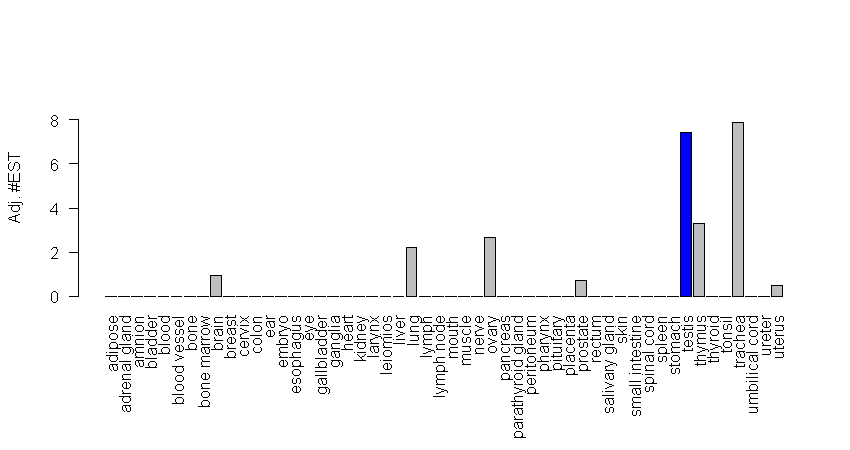 Adj. #EST
8
6
4
2
0
adipose
adrenal gland
amnion
bladder
blood
blood vessel
bone
bone marrow
brain
breast
cervix
colon
ear
embryo
esophagus
eye
gallbladder
ganglia
heart
kidney
larynx
leiomios
liver
lung
lymph
lymph node
mouth
muscle
nerve
ovary
pancreas
parathyroid gland
peritoneum
pharynx
pituitary
placenta
prostate
rectum
salivary gland
skin
small intestine
spinal cord
spleen
stomach
testis
thymus
thyroid
tonsil
trachea
umbilical cord
ureter
uterus